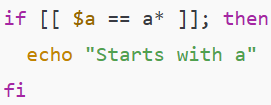 if [[ $a == a* ]]; then
  echo "Starts with a"
fi